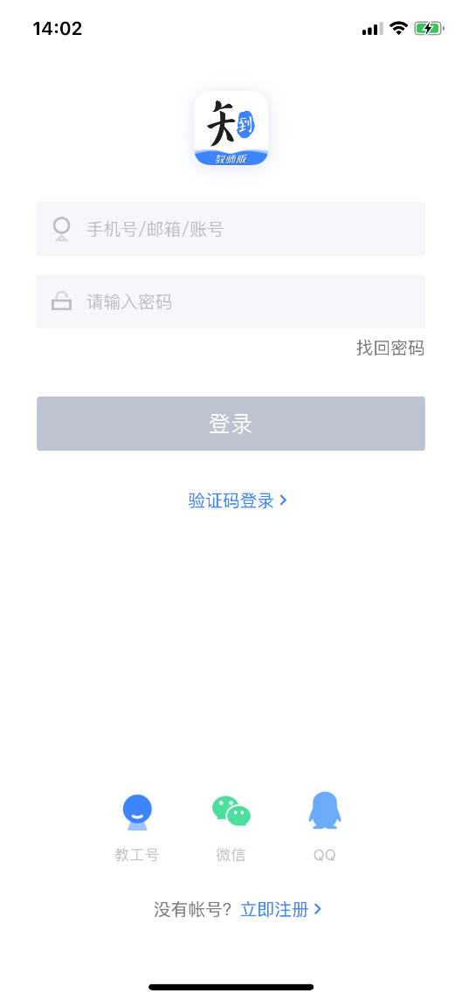 14:02
知到
教师版
手机号/邮箱/账号
请输入密码
找回密码
登录
验证码登录 >
教工号 微信 QQ
没有帐号? 立即注册 >